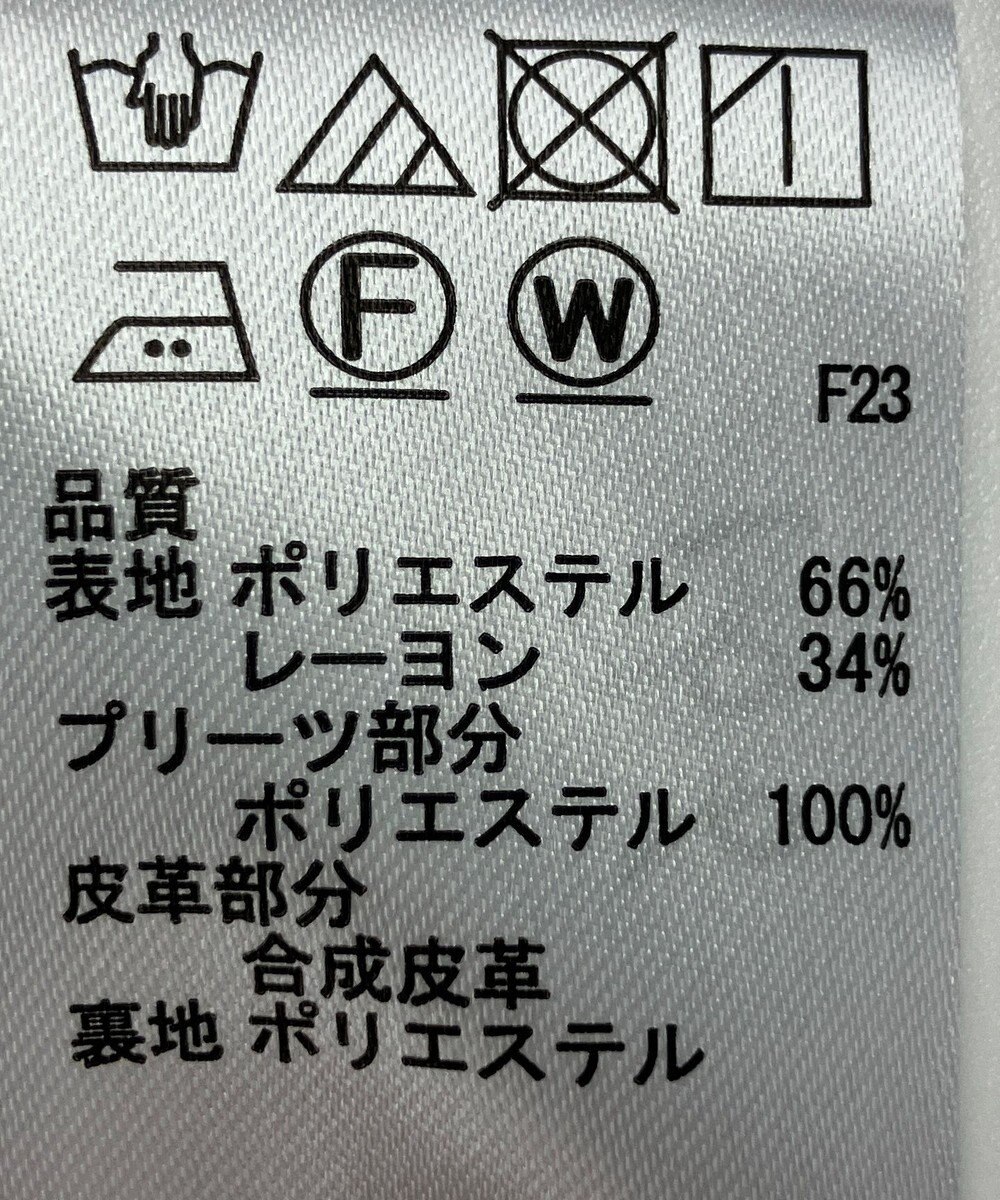 F W
F23
品質
表地 ポリエステル 66%
レーヨン 34%
プリーツ部分
ポリエステル 100%
皮革部分
合成皮革
裏地 ポリエステル